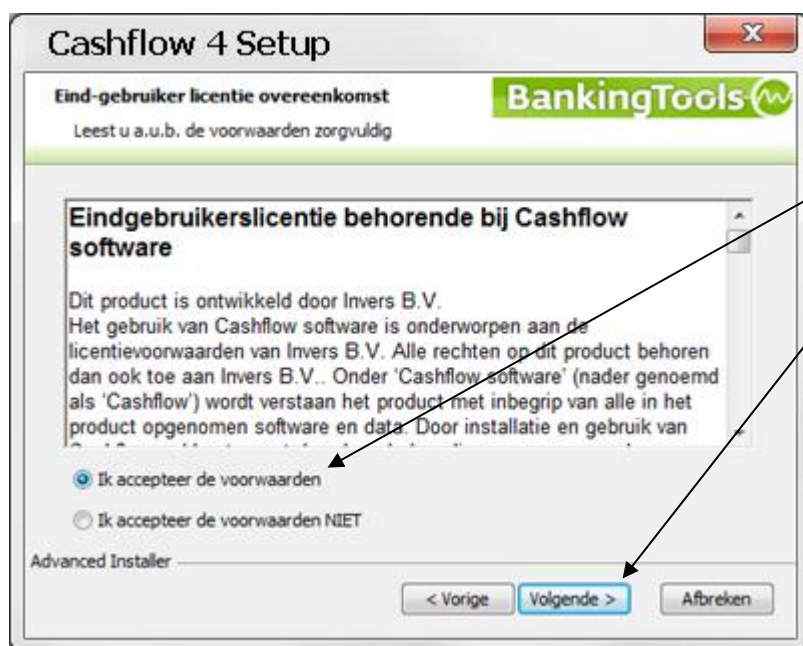 Cashflow 4 Setup
X
Eind-gebruiker licentie overeenkomst
BankingTools
Leest u a.u.b. de voorwaarden zorgvuldig
Eindgebruikerslicentie behorende bij Cashflow
software
Dit product is ontwikkeld door Invers B.V.
Het gebruik van Cashflow software is onderworpen aan de
licentievoorwaarden van Invers B.V. Alle rechten op dit product behoren
dan ook toe aan Invers B.V.. Onder 'Cashflow software' (nader genoemd
als 'Cashflow') wordt verstaan het product met inbegrip van alle in het
product opgenomen software en data. Door installatie en gebruik van
Ik accepteer de voorwaarden
Ik accepteer de voorwaarden NIET
Advanced Installer
< Vorige
Volgende >
Afbreken